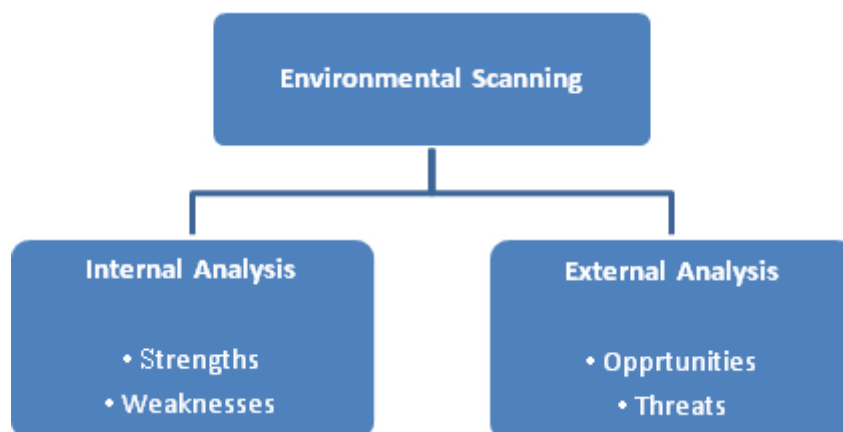 Environmental Scanning
Internal Analysis
• Strengths
• Weaknesses
External Analysis
• Opprtunities
• Threats